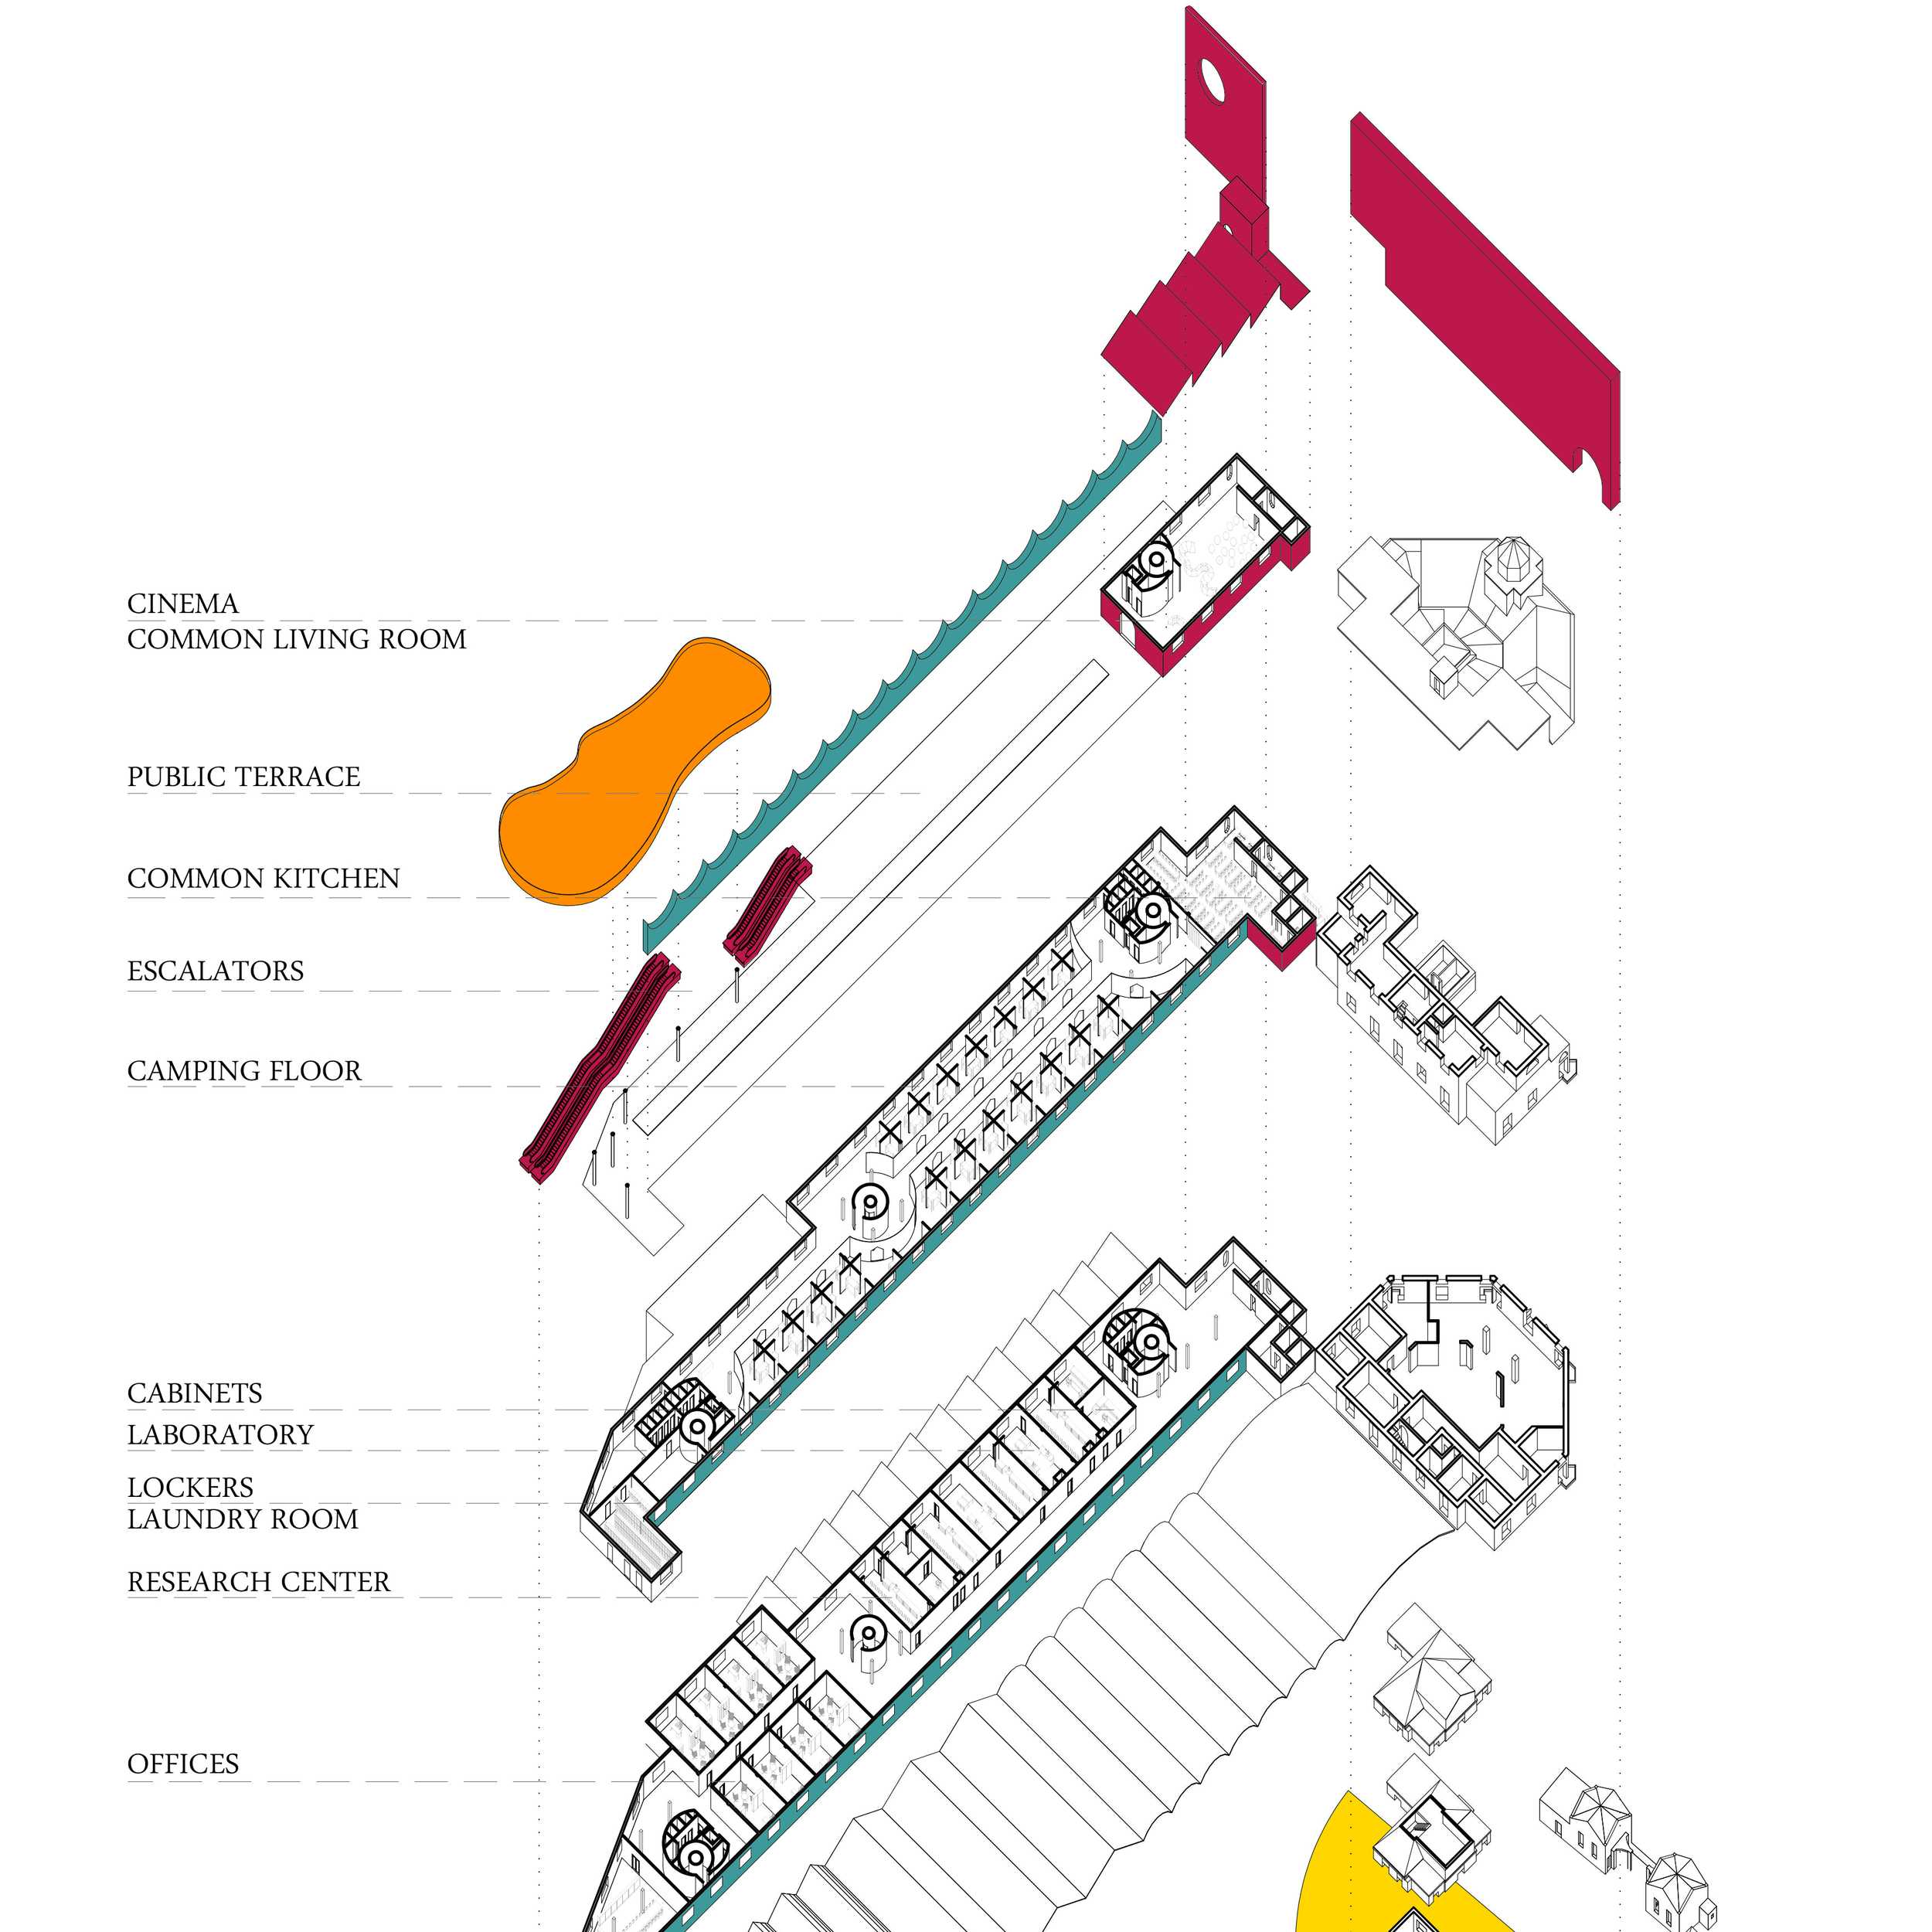 CINEMA
COMMON LIVING ROOM
PUBLIC TERRACE
COMMON KITCHEN
ESCALATORS
CAMPING FLOOR
CABINETS
LABORATORY
LOCKERS
LAUNDRY ROOM
RESEARCH CENTER
OFFICES